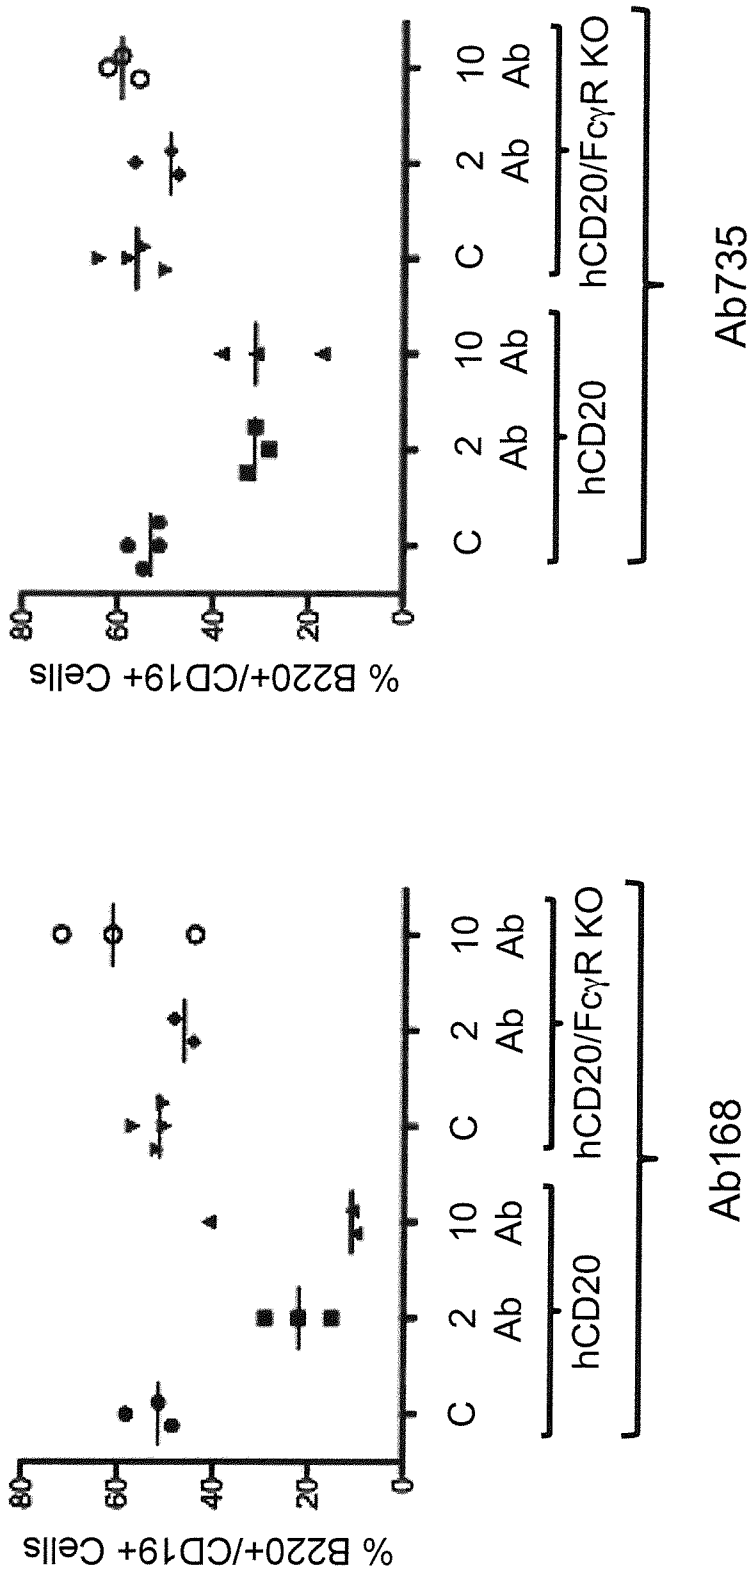 % B220+/CD19+ Cells
80
60
40
20
0
C 2 10 C 2 10
Ab Ab Ab Ab
hCD20 hCD20/FcγR KO
Ab168
% B220+/CD19+ Cells
80
60
40
20
0
C 2 10 C 2 10
Ab Ab Ab Ab
hCD20 hCD20/FcγR KO
Ab735